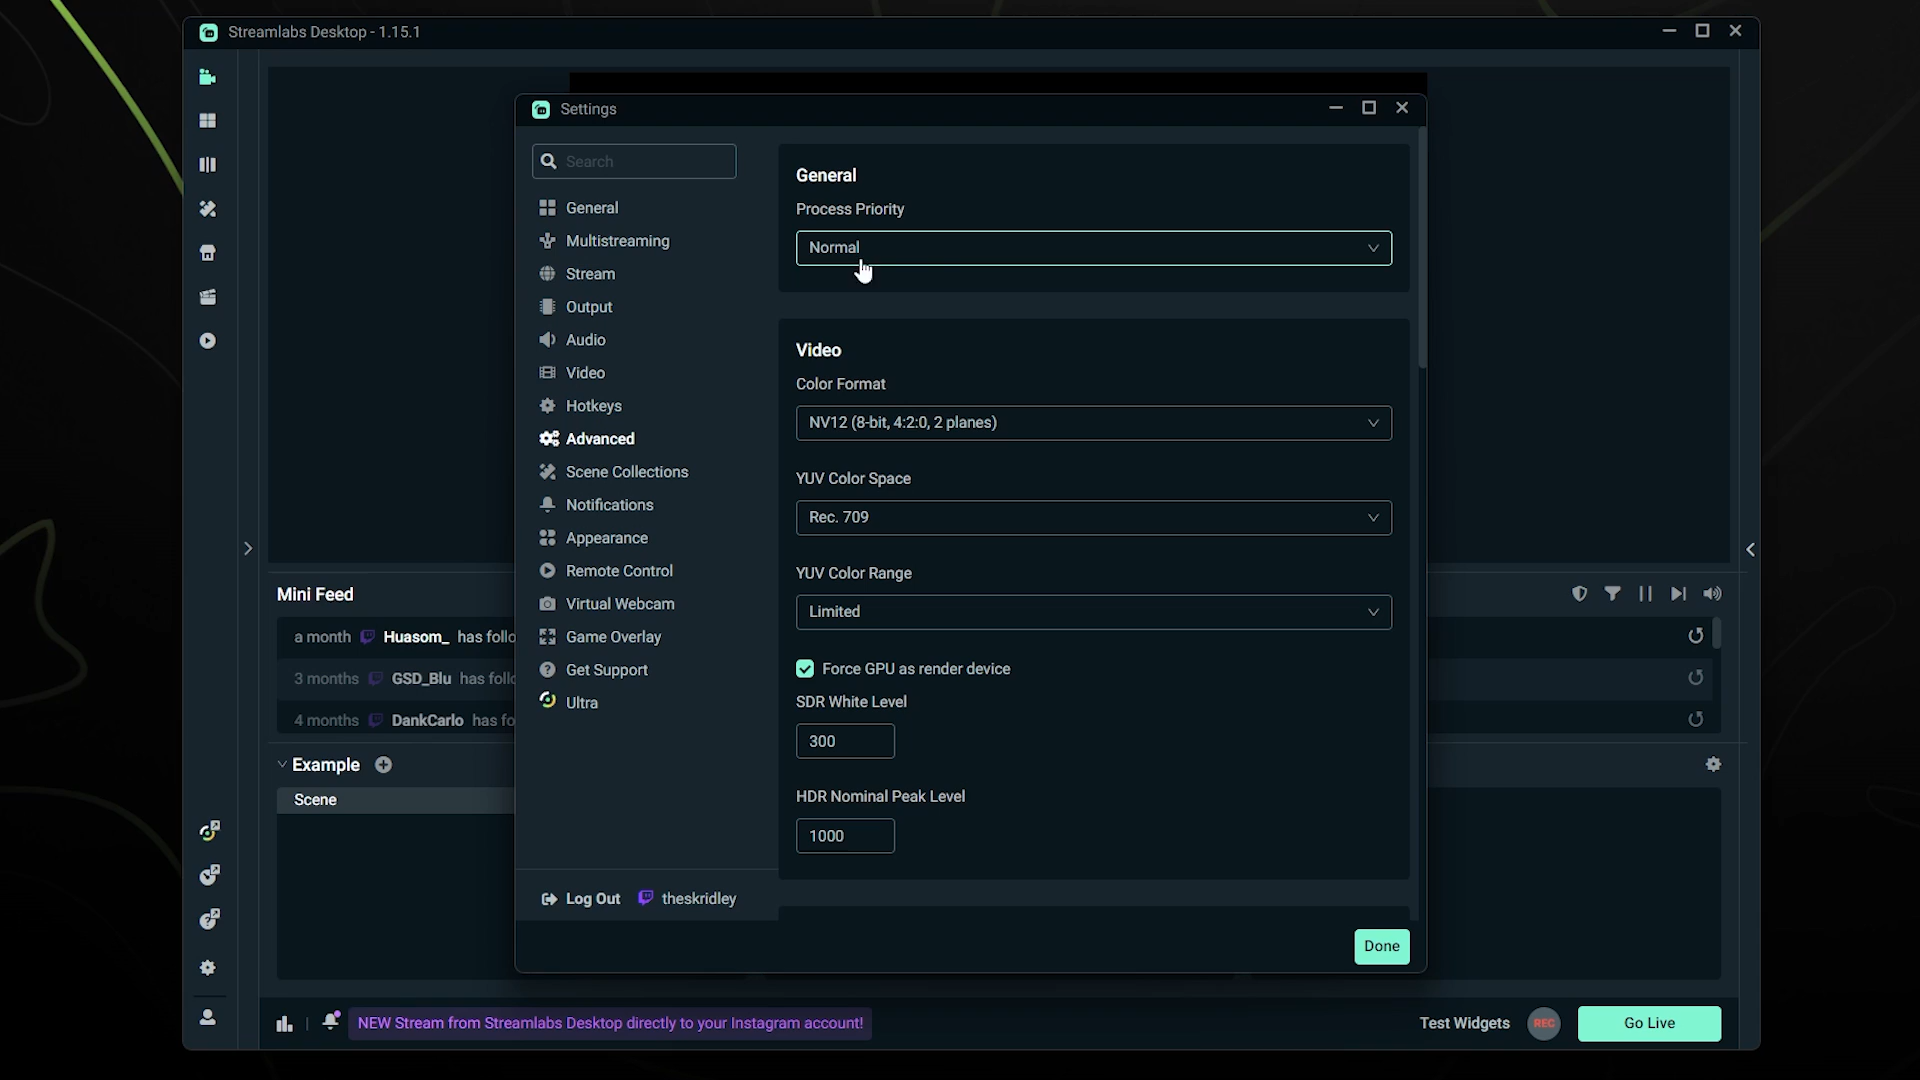 Streamlabs Desktop - 1.15.1
Settings
Search
General
Multistreaming
Stream
Output
Audio
Video
Hotkeys
Advanced
Scene Collections
Notifications
Appearance
Remote Control
Virtual Webcam
Game Overlay
Get Support
Ultra
Log Out theskridley
General
Process Priority
Normal
Video
Color Format
NV12 (8-bit, 4:2:0, 2 planes)
YUV Color Space
Rec. 709
YUV Color Range
Limited
Force GPU as render device
SDR White Level
300
HDR Nominal Peak Level
1000
Done
Mini Feed
a month Huasom_ has follo
3 months GSD_Blu has follo
4 months DankCarlo has fo
Example
Scene
NEW Stream from Streamlabs Desktop directly to your Instagram account!
Test Widgets REC Go Live